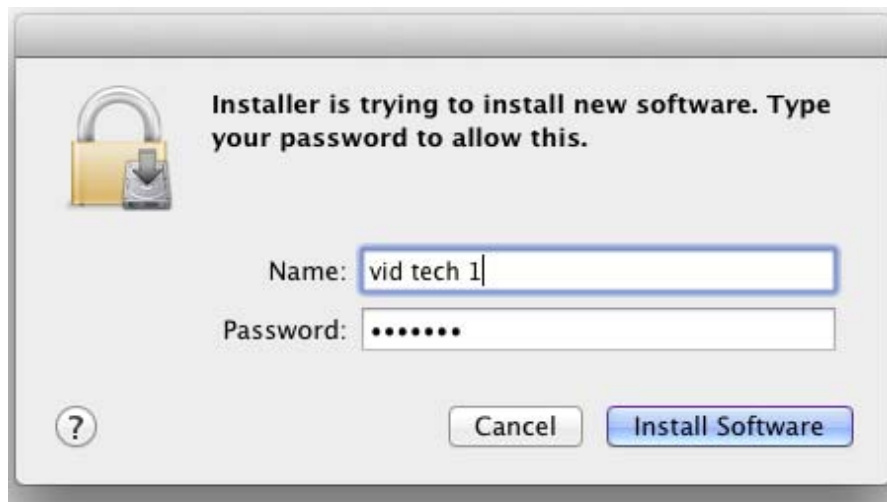 Installer is trying to install new software. Type
your password to allow this.
Name: vid tech 1
Password: •••••••
? Cancel Install Software